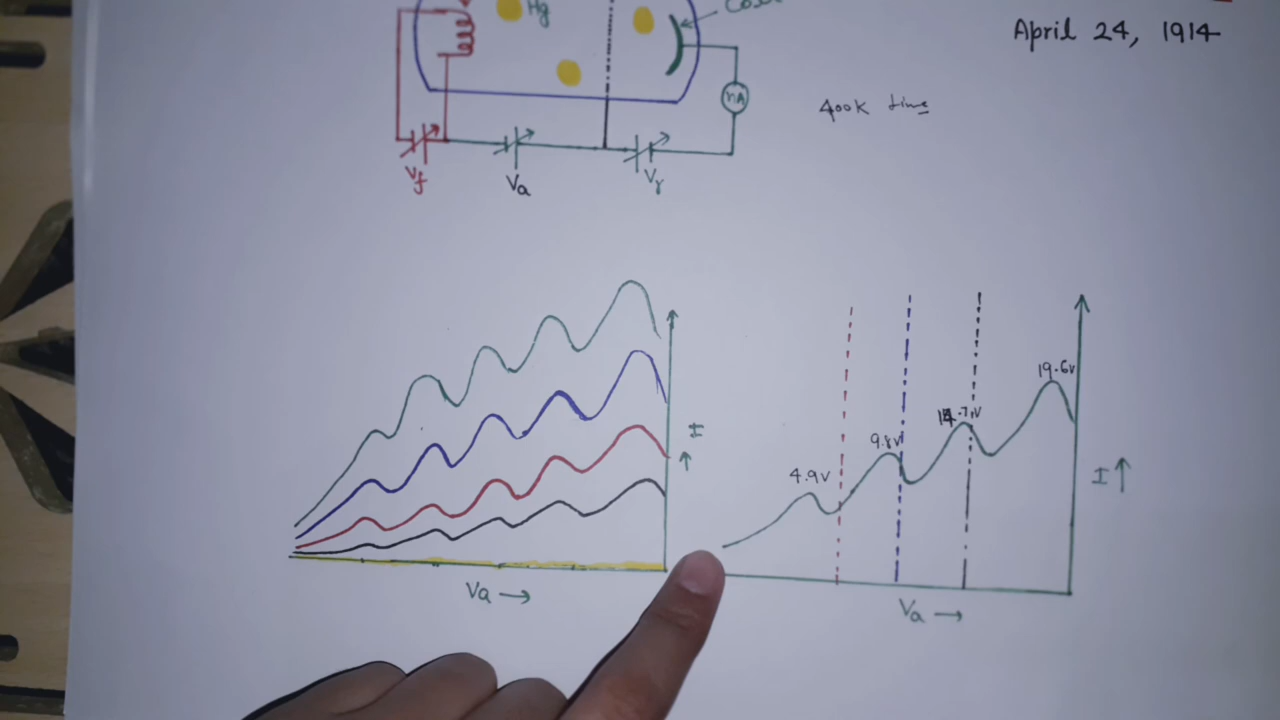 Hg
April 24, 1914
nA
400K time
Vf
Va
Vr
19.6v
14.7v
9.8v
4.9v
I
I
Va
Va